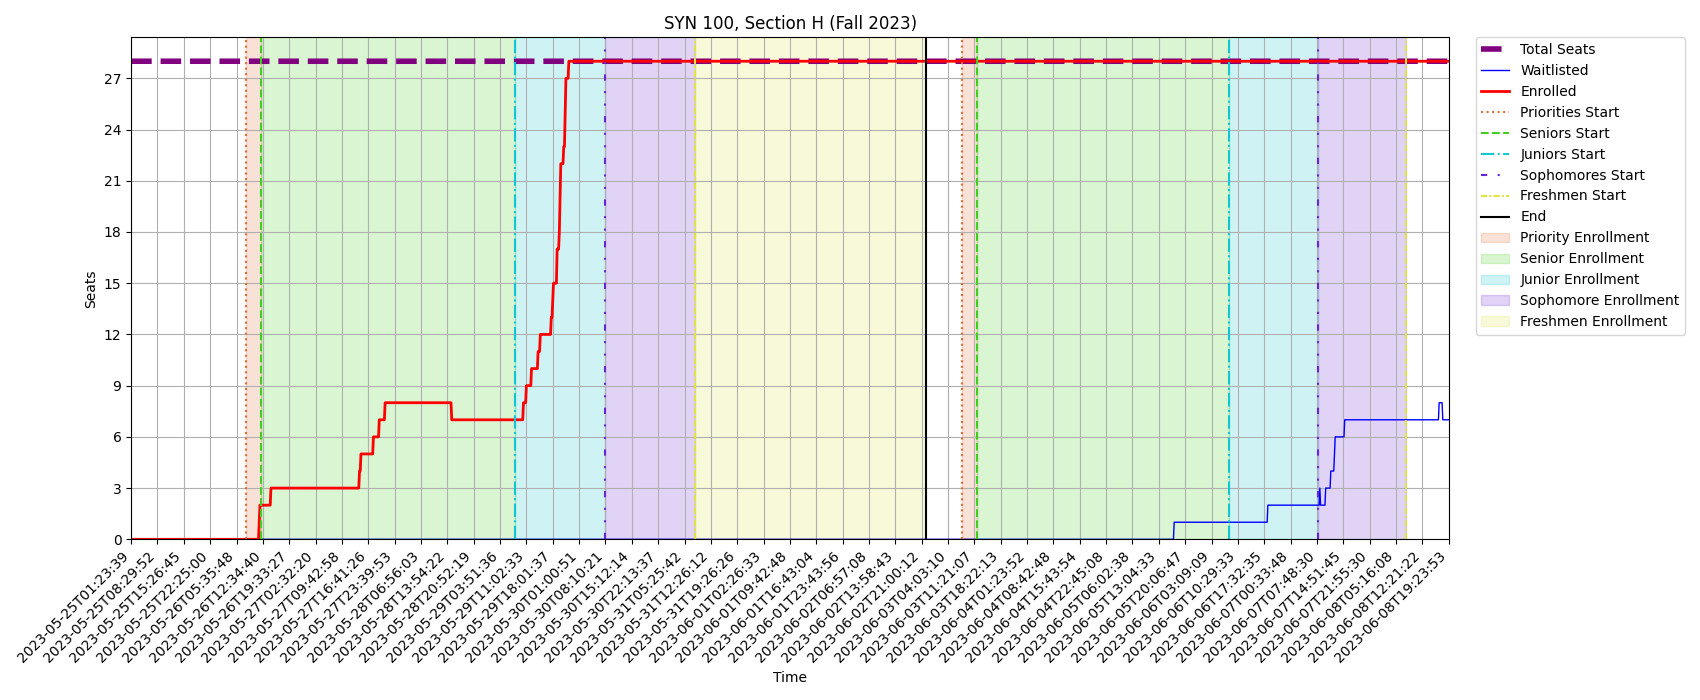 SYN 100, Section H (Fall 2023)
Seats
27
24
21
18
15
12
9
6
3
0
2023-05-25T01:23:39
2023-05-25T08:29:52
2023-05-25T15:26:45
2023-05-25T22:25:00
2023-05-26T05:35:48
2023-05-26T12:34:40
2023-05-26T19:33:27
2023-05-27T02:32:20
2023-05-27T09:42:58
2023-05-27T16:41:26
2023-05-27T23:39:53
2023-05-28T06:56:03
2023-05-28T13:54:22
2023-05-28T20:52:19
2023-05-29T03:51:36
2023-05-29T11:02:33
2023-05-29T18:01:37
2023-05-30T01:00:51
2023-05-30T08:10:21
2023-05-30T15:12:14
2023-05-30T22:13:37
2023-05-31T05:25:42
2023-05-31T12:26:12
2023-05-31T19:26:26
2023-06-01T02:26:33
2023-06-01T09:42:48
2023-06-01T16:43:04
2023-06-01T23:43:56
2023-06-02T06:57:08
2023-06-02T13:58:43
2023-06-02T21:00:12
2023-06-03T04:03:10
2023-06-03T11:21:07
2023-06-03T18:22:13
2023-06-04T01:23:52
2023-06-04T08:42:48
2023-06-04T15:43:54
2023-06-04T22:45:08
2023-06-05T06:02:38
2023-06-05T13:04:33
2023-06-05T20:06:47
2023-06-06T03:09:09
2023-06-06T10:29:33
2023-06-06T17:32:35
2023-06-07T00:33:48
2023-06-07T07:48:30
2023-06-07T14:51:45
2023-06-07T21:55:30
2023-06-08T05:16:08
2023-06-08T12:21:22
2023-06-08T19:23:53
Time
Total Seats
Waitlisted
Enrolled
Priorities Start
Seniors Start
Juniors Start
Sophomores Start
Freshmen Start
End
Priority Enrollment
Senior Enrollment
Junior Enrollment
Sophomore Enrollment
Freshmen Enrollment